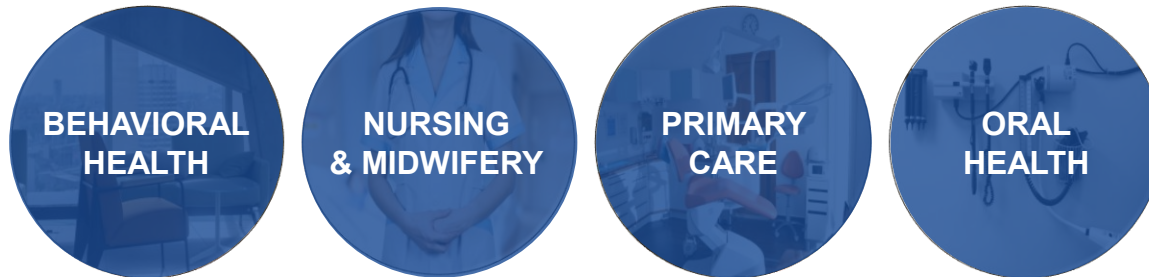 BEHAVIORAL
HEALTH
NURSING
& MIDWIFERY
PRIMARY
CARE
ORAL
HEALTH